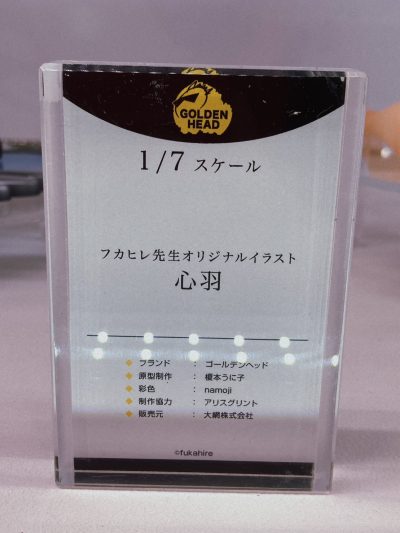 GOLDEN
HEAD
1/7 スケール
フカヒレ先生オリジナルイラスト
心羽
ブランド : ゴールデンヘッド
原型制作 : 榎本うに子
彩色 : namoji
制作協力 : アリスグリント
販売元 : 大網株式会社
©fukahire